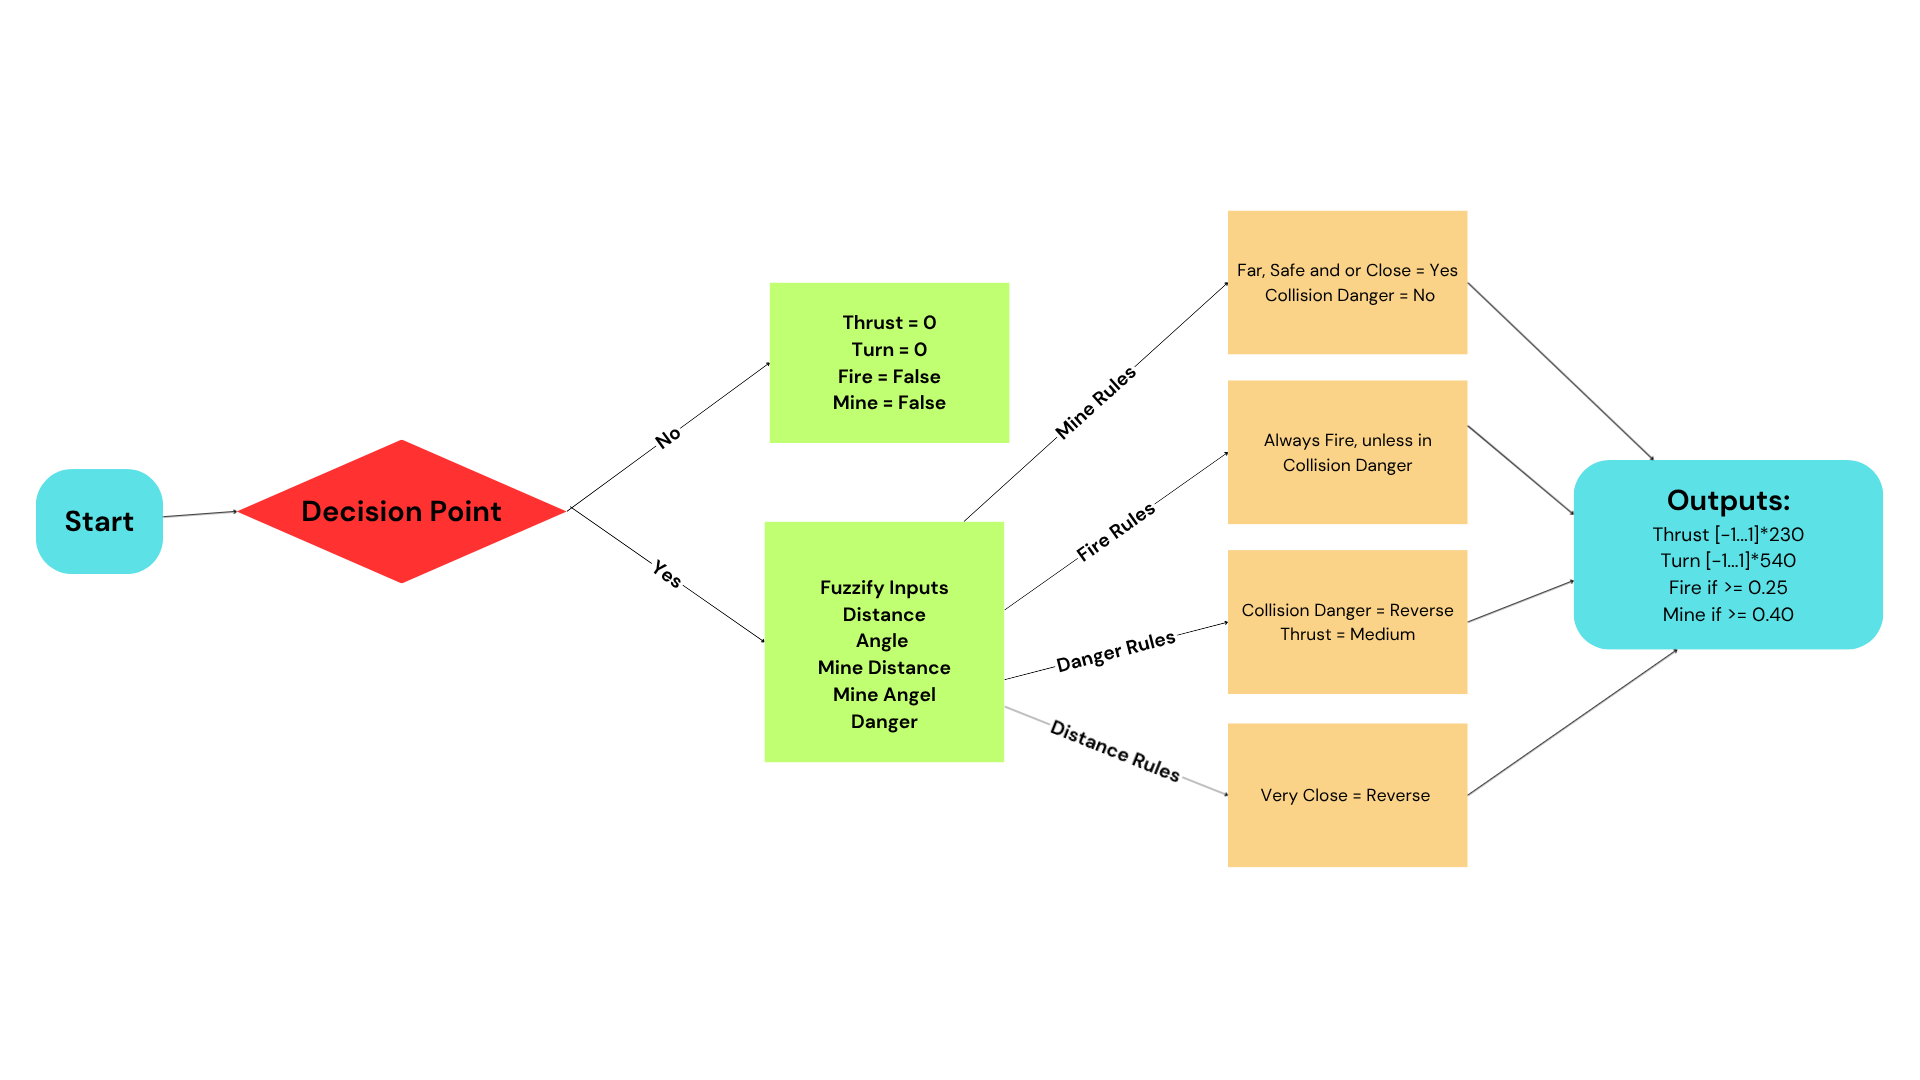 Start
Decision Point
No
Yes
Thrust = 0
Turn = 0
Fire = False
Mine = False
Fuzzify Inputs
Distance
Angle
Mine Distance
Mine Angel
Danger
Mine Rules
Fire Rules
Danger Rules
Distance Rules
Far, Safe and or Close = Yes
Collision Danger = No
Always Fire, unless in
Collision Danger
Collision Danger = Reverse
Thrust = Medium
Very Close = Reverse
Outputs:
Thrust [-1...1]*230
Turn [-1...1]*540
Fire if >= 0.25
Mine if >= 0.40